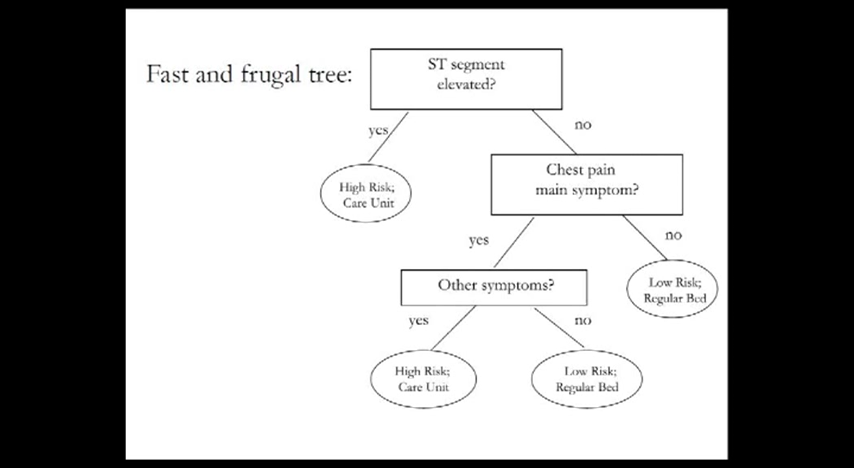 Fast and frugal tree:
ST segment
elevated?
yes
no
High Risk;
Care Unit
Chest pain
main symptom?
yes
no
Other symptoms?
Low Risk;
Regular Bed
yes
no
High Risk;
Care Unit
Low Risk;
Regular Bed